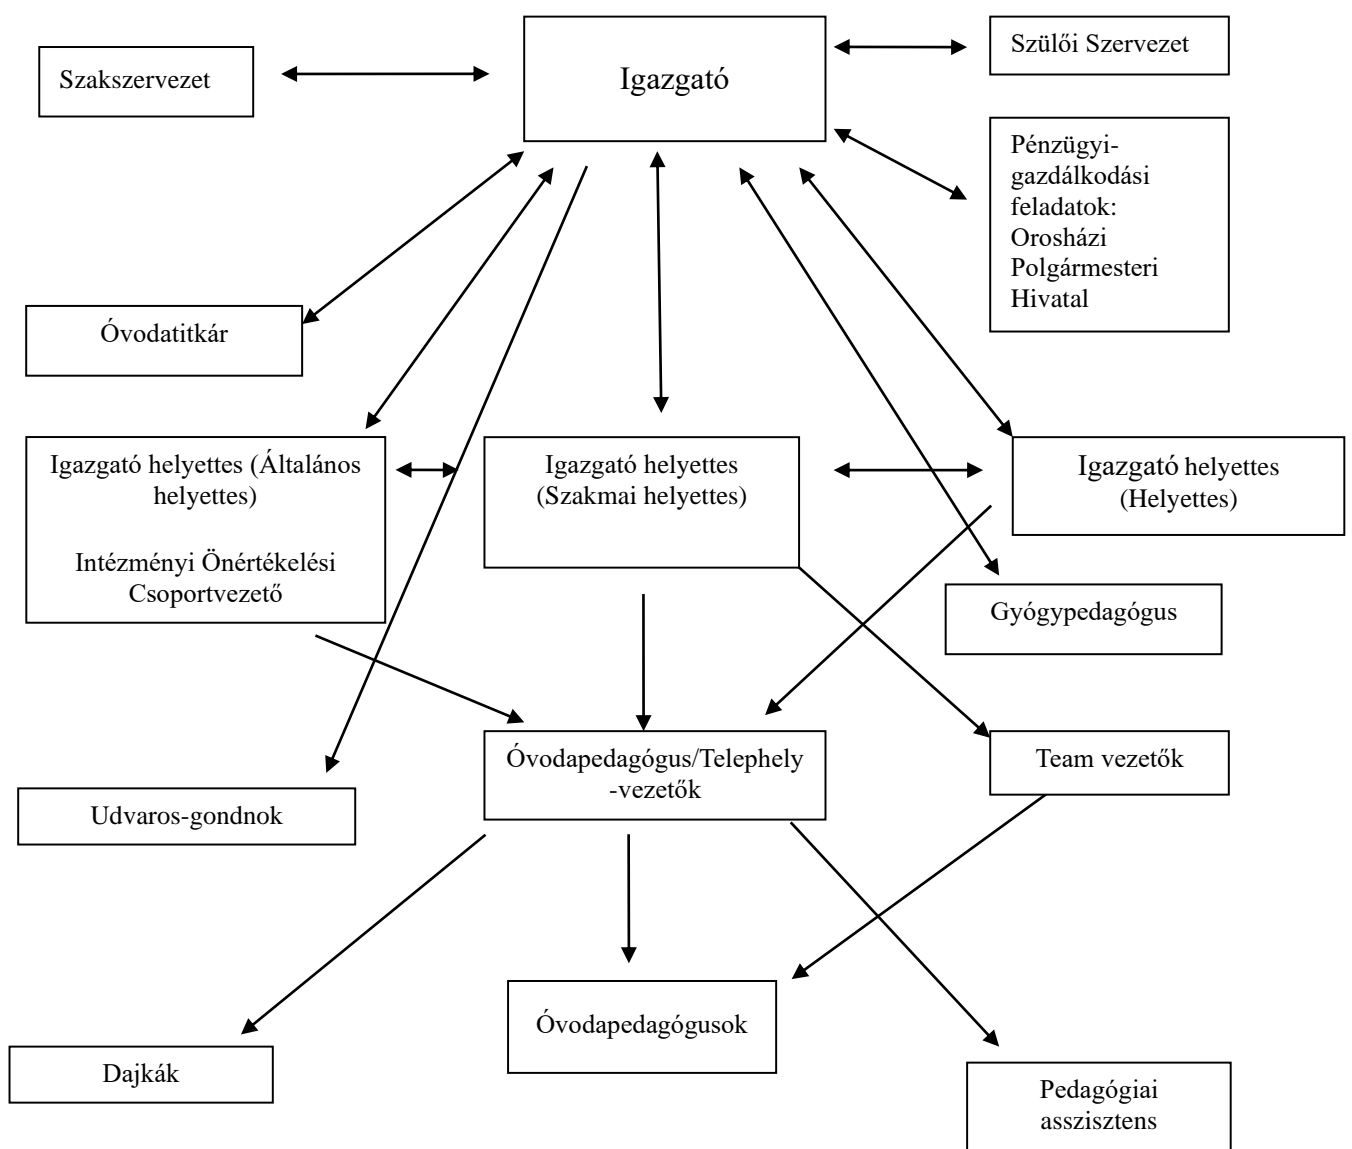 Szakszervezet
Igazgató
Szülői Szervezet
Pénzügyi-
gazdálkodási
feladatok:
Orosházi
Polgármesteri
Hivatal
Óvodatitkár
Igazgató helyettes (Általános
helyettes)
Intézményi Önértékelési
Csoportvezető
Igazgató helyettes
(Szakmai helyettes)
Igazgató helyettes
(Helyettes)
Gyógypedagógus
Óvodapedagógus/Telephely
-vezetők
Team vezetők
Udvaros-gondnok
Óvodapedagógusok
Dajkák
Pedagógiai
asszisztens